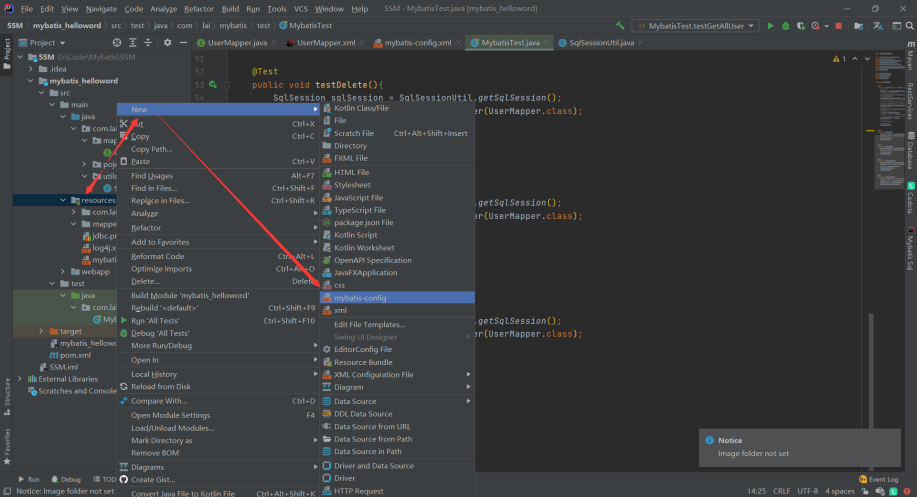 File Edit View Navigate Code Analyze Refactor Build Run Tools VCS Window Help SSM - MybatisTest.java [mybatis_helloword]
SSM mybatis_helloword src test java com lai mybatis test MybatisTest
MybatisTest.testGetAllUser
Project
UserMapper.java UserMapper.xml mybatis-config.xml MybatisTest.java SqlSessionUtil.java
SSM D:\Code\Mybatis\SSM
.idea
mybatis_helloword
src
main
java
com.lai
map
pojo
utils
S
resources
com.lai
mappe
jdbc.pr
log4j.x
mybati
webapp
test
java
com.lai
Myb
target
mybatis_hellowo
pom.xml
SSM.iml
External Libraries
Scratches and Console
New
Cut Ctrl+X
Copy Ctrl+C
Copy Path...
Paste Ctrl+V
Find Usages Alt+F7
Find in Files... Ctrl+Shift+F
Replace in Files... Ctrl+Shift+R
Analyze
Refactor
Add to Favorites
Reformat Code Ctrl+Alt+L
Optimize Imports Ctrl+Alt+O
Delete... Delete
Build Module 'mybatis_helloword'
Rebuild '<default>' Ctrl+Shift+F9
Run 'All Tests' Ctrl+Shift+F10
Debug 'All Tests'
More Run/Debug
Open In
Local History
Reload from Disk
Compare With... Ctrl+D
Open Module Settings F4
Load/Unload Modules...
Mark Directory as
Remove BOM
Diagrams
Create Gist...
Convert Java File to Kotlin File Ctrl+Alt+Shift+K
Kotlin Class/File
File
Scratch File Ctrl+Alt+Shift+Insert
Directory
FXML File
HTML File
Stylesheet
JavaScript File
TypeScript File
package.json File
Kotlin Script
Kotlin Worksheet
OpenAPI Specification
JavaFXApplication
css
mybatis-config
xml
Edit File Templates...
Swing UI Designer
EditorConfig File
Resource Bundle
XML Configuration File
Diagram
Data Source
DDL Data Source
Data Source from URL
Data Source from Path
Data Source in Path
Driver and Data Source
Driver
HTTP Request
51
52 @Test
53 public void testDelete(){
54 SqlSession sqlSession = SqlSessionUtil.getSqlSession();
er(UserMapper.class);
.getSqlSession();
er(UserMapper.class);
.getSqlSession();
er(UserMapper.class);
1
Project
Structure
Favorites
Maven
RestServices
Database
Codota
Mybatis Sql
Notice
Image folder not set
Run Debug TOD
Event Log
Notice: Image folder not set
14:25 CRLF UTF-8 4 spaces